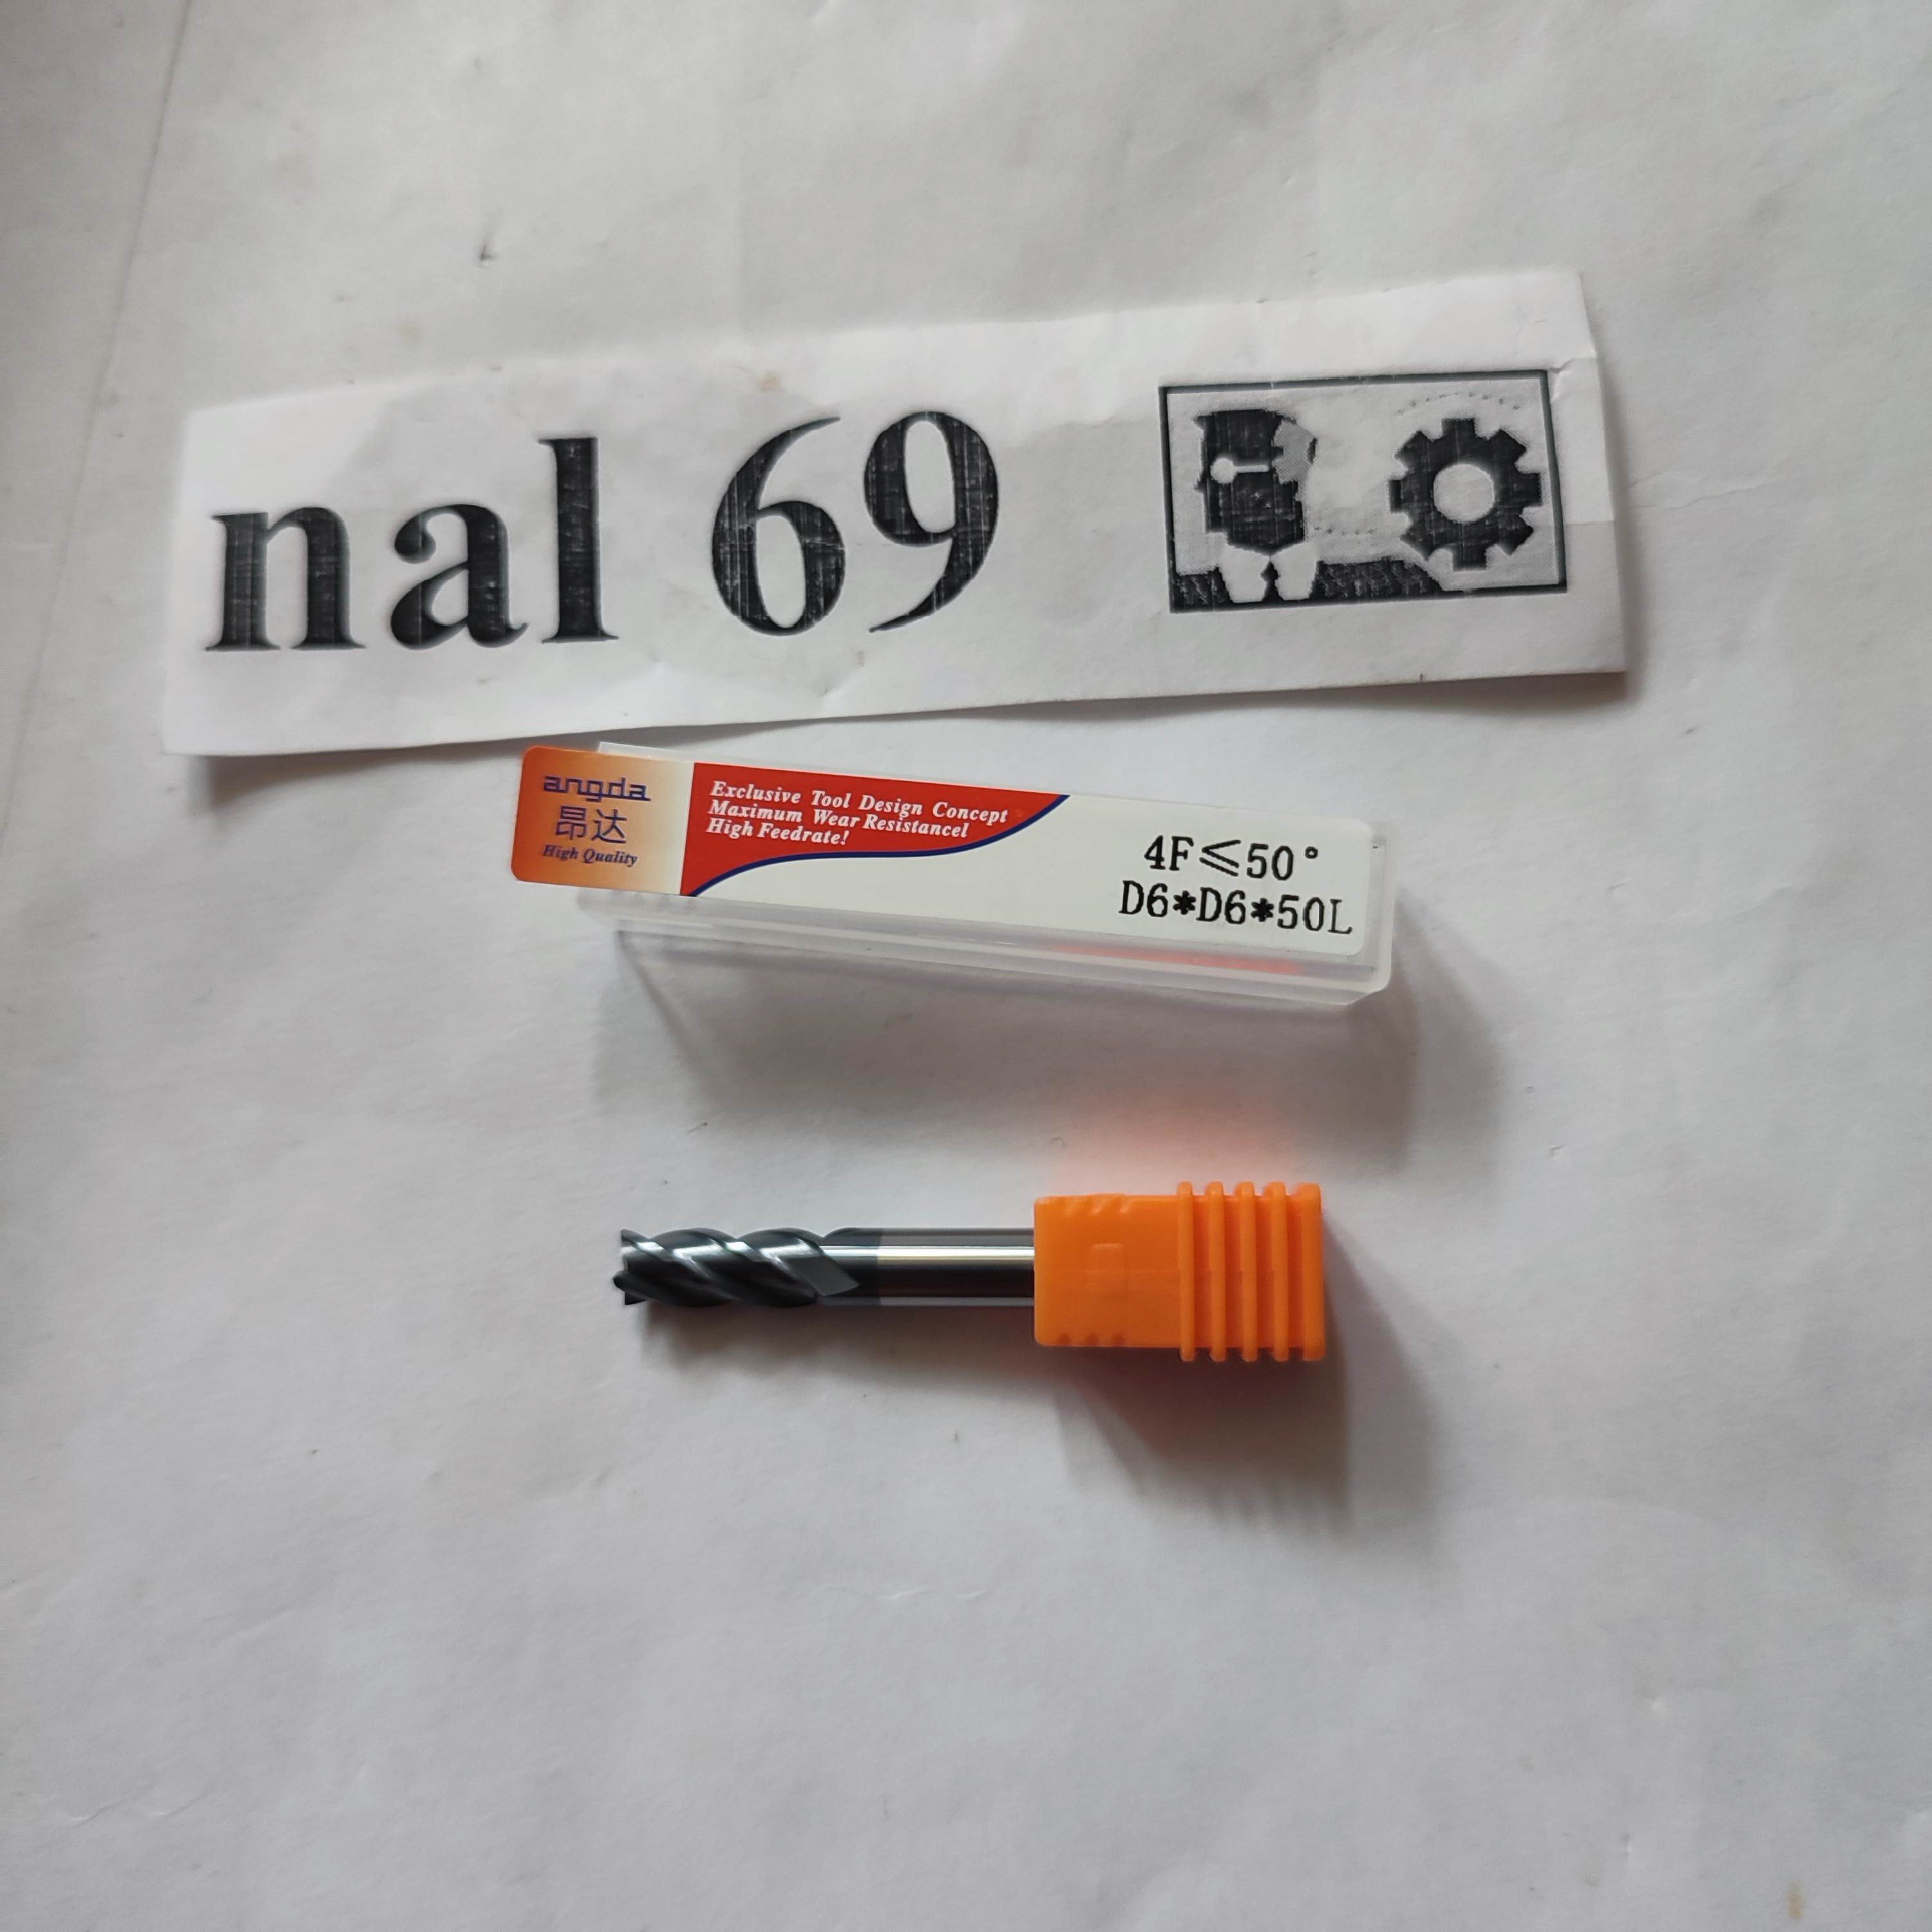 nal 69
angda
昂达
High Quality
Exclusive Tool Design Concept
Maximum Wear Resistancel
High Feedrate!
4F≤50°
D6*D6*50L